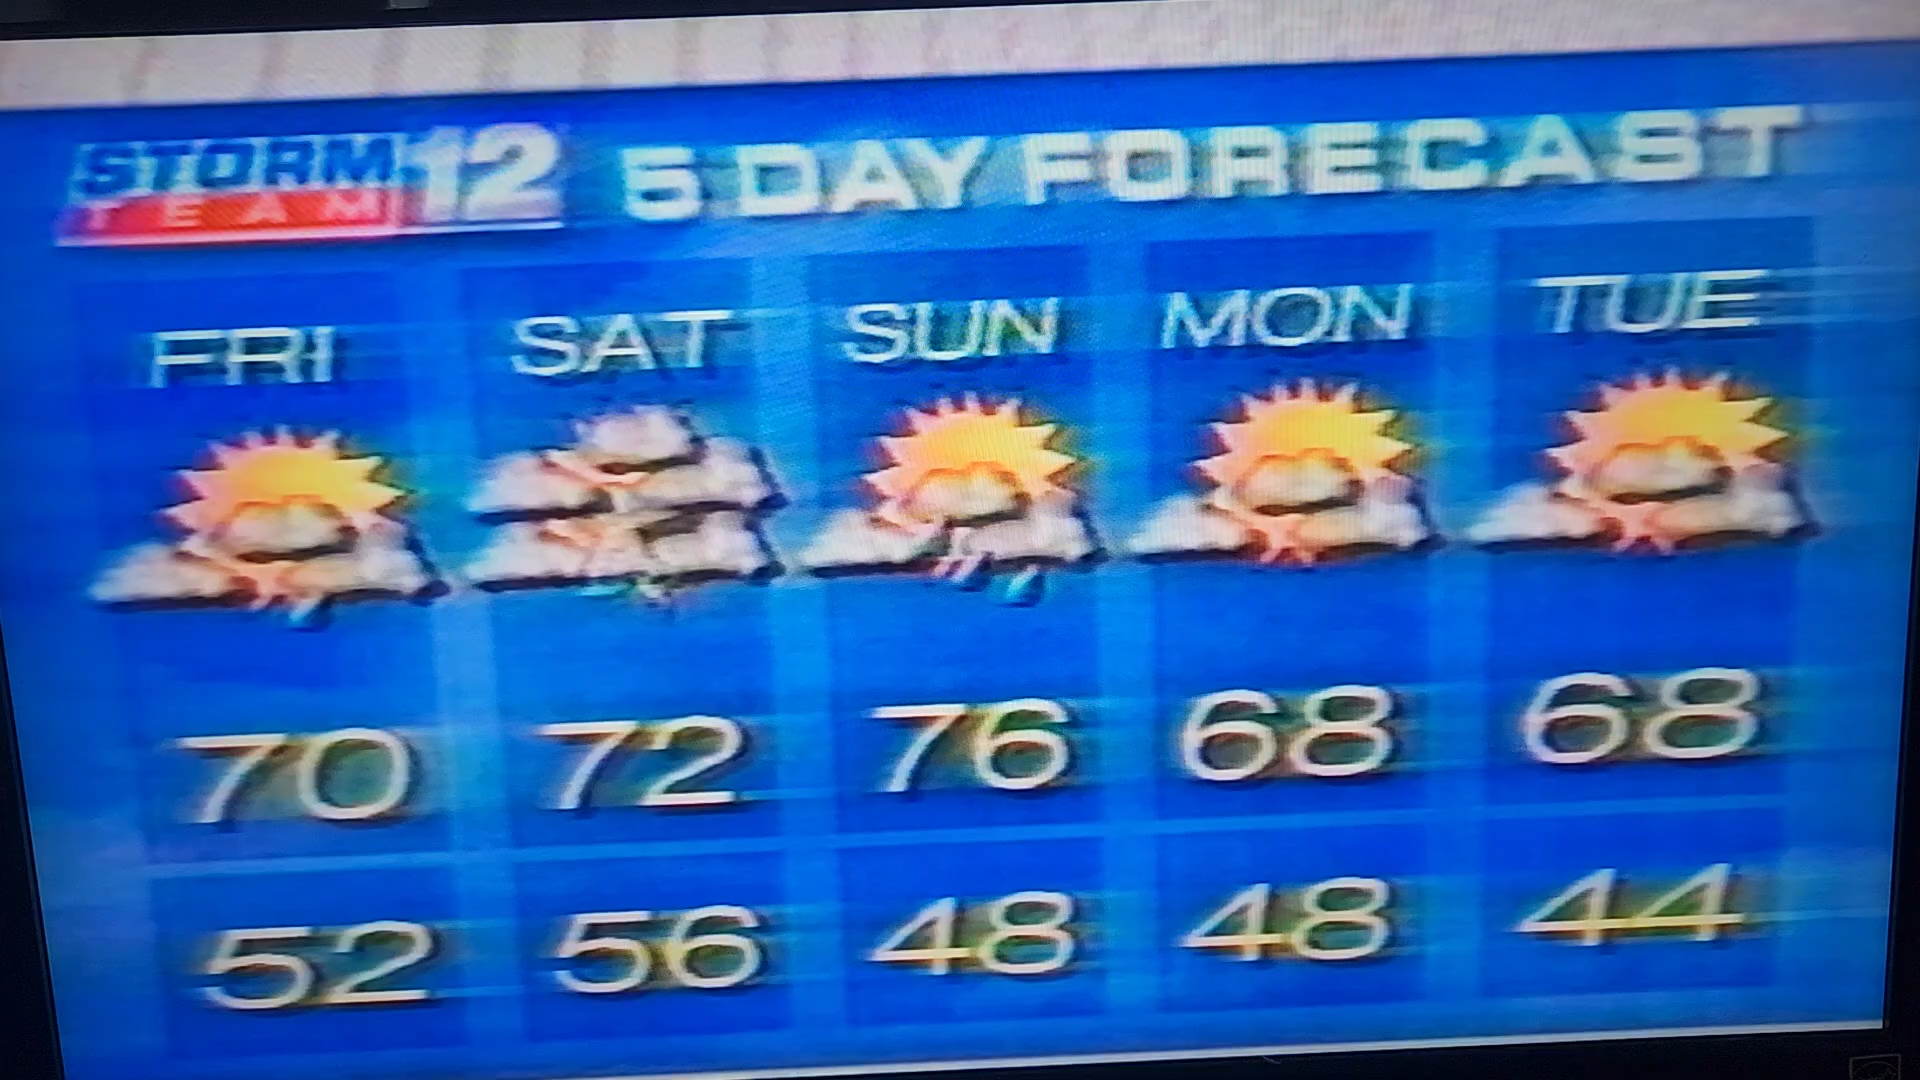 STORM TEAM 12 5 DAY FORECAST
FRI SAT SUN MON TUE
70 72 76 68 68
52 56 48 48 44